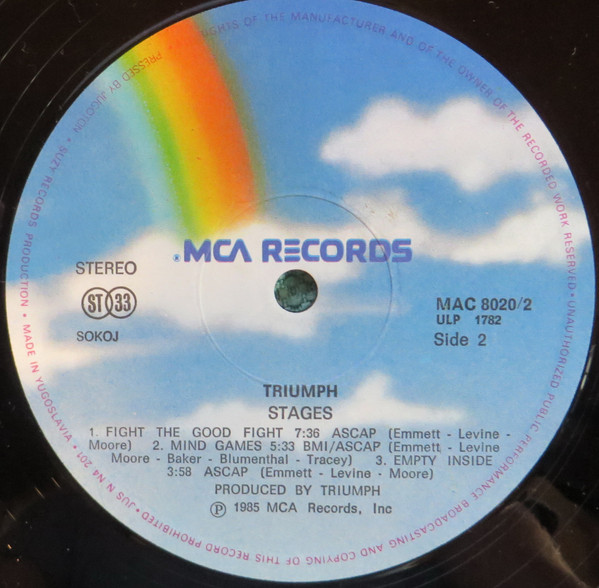 PRESSED BY JUGOTON • SUZY RECORDS PRODUCTION • MADE IN YUGOSLAVIA • JUS N N4 201 • ALL RIGHTS OF THE MANUFACTURER AND OF THE OWNER OF THE RECORDED WORK RESERVED • UNAUTHORIZED PUBLIC PERFORMANCE BROADCASTING AND COPYING OF THIS RECORD PROHIBITED
® MCA RECORDS
STEREO
ST 33
SOKOJ
MAC 8020/2
ULP 1782
Side 2
TRIUMPH
STAGES
1. FIGHT THE GOOD FIGHT 7:36 ASCAP (Emmett - Levine -
Moore) 2. MIND GAMES 5:33 BMI/ASCAP (Emmett - Levine
Moore - Baker - Blumenthal - Tracey) 3. EMPTY INSIDE
3:58 ASCAP (Emmett - Levine - Moore)
PRODUCED BY TRIUMPH
Ⓟ 1985 MCA Records, Inc